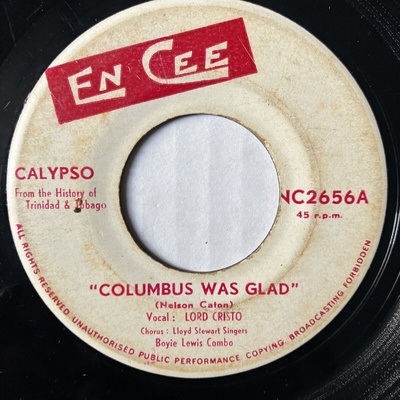 EN CEE
CALYPSO
From the History of
Trinidad & Tobago
NC2656A
45 r.p.m.
"COLUMBUS WAS GLAD"
(Nelson Caton)
Vocal: LORD CRISTO
Chorus: Lloyd Stewart Singers
Boyie Lewis Combo
ALL RIGHTS RESERVED UNAUTHORISED PUBLIC PERFORMANCE COPYING BROADCASTING FORBIDDEN